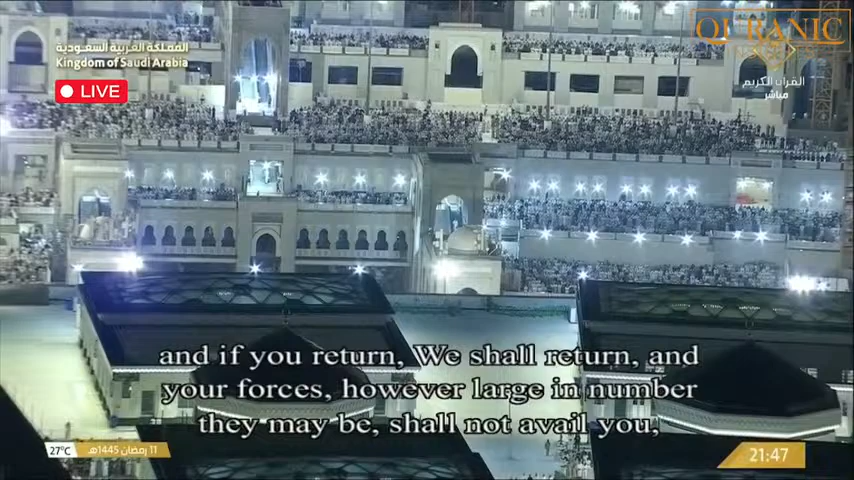 المملكة العربية السعودية
Kingdom of Saudi Arabia
LIVE
QURANIC
القرآن الكريم
مباشر
and if you return, We shall return, and
your forces, however large in number
they may be, shall not avail you,
27°C
11 رمضان 1445هـ
21:47